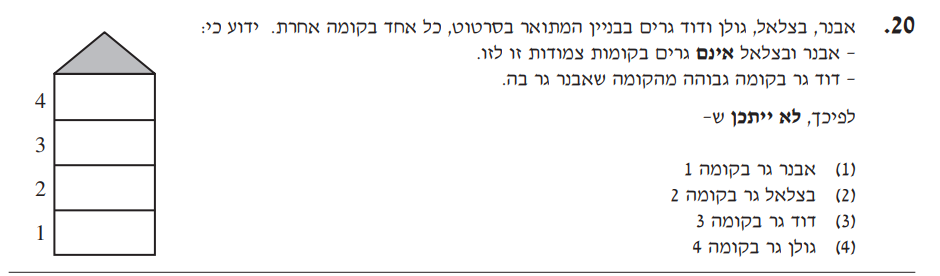 20. אבנר, בצלאל, גולן ודוד גרים בבניין המתואר בסרטוט, כל אחד בקומה אחרת. ידוע כי:
– אבנר ובצלאל אינם גרים בקומות צמודות זו לזו.
– דוד גר בקומה גבוהה מהקומה שאבנר גר בה.
לפיכך, לא ייתכן ש–
(1) אבנר גר בקומה 1
(2) בצלאל גר בקומה 2
(3) דוד גר בקומה 3
(4) גולן גר בקומה 4
4
3
2
1